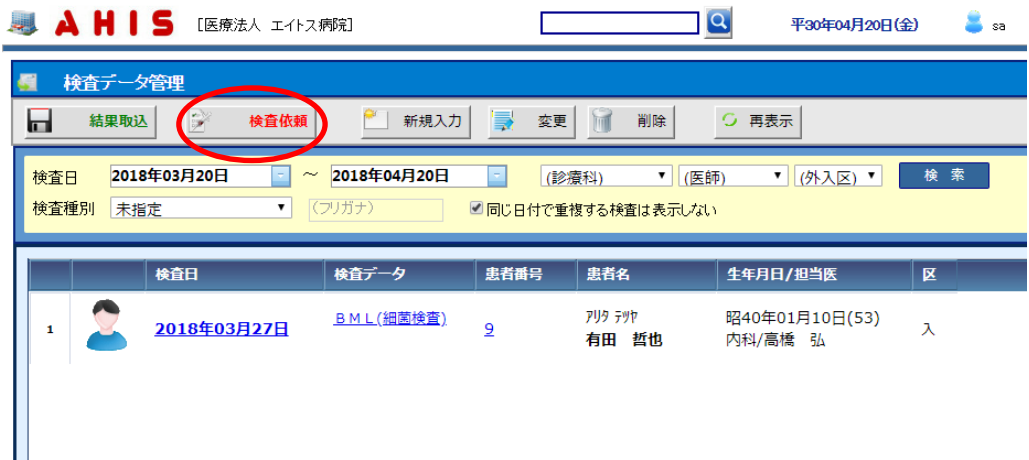 AHIS [医療法人 エイトス病院] 平30年04月20日(金) sa
検査データ管理
結果取込 検査依頼 新規入力 変更 削除 再表示
検査日 2018年03月20日 ～ 2018年04月20日 (診療科) (医師) (外入区) 検 索
検査種別 未指定 (フリガナ) 同じ日付で重複する検査は表示しない
検査日 検査データ 患者番号 患者名 生年月日/担当医 区
1 2018年03月27日 ＢＭＬ(細菌検査) 9 ｱﾘﾀ ﾃﾂﾔ 昭40年01月10日(53) 入
有田 哲也 内科/高橋 弘